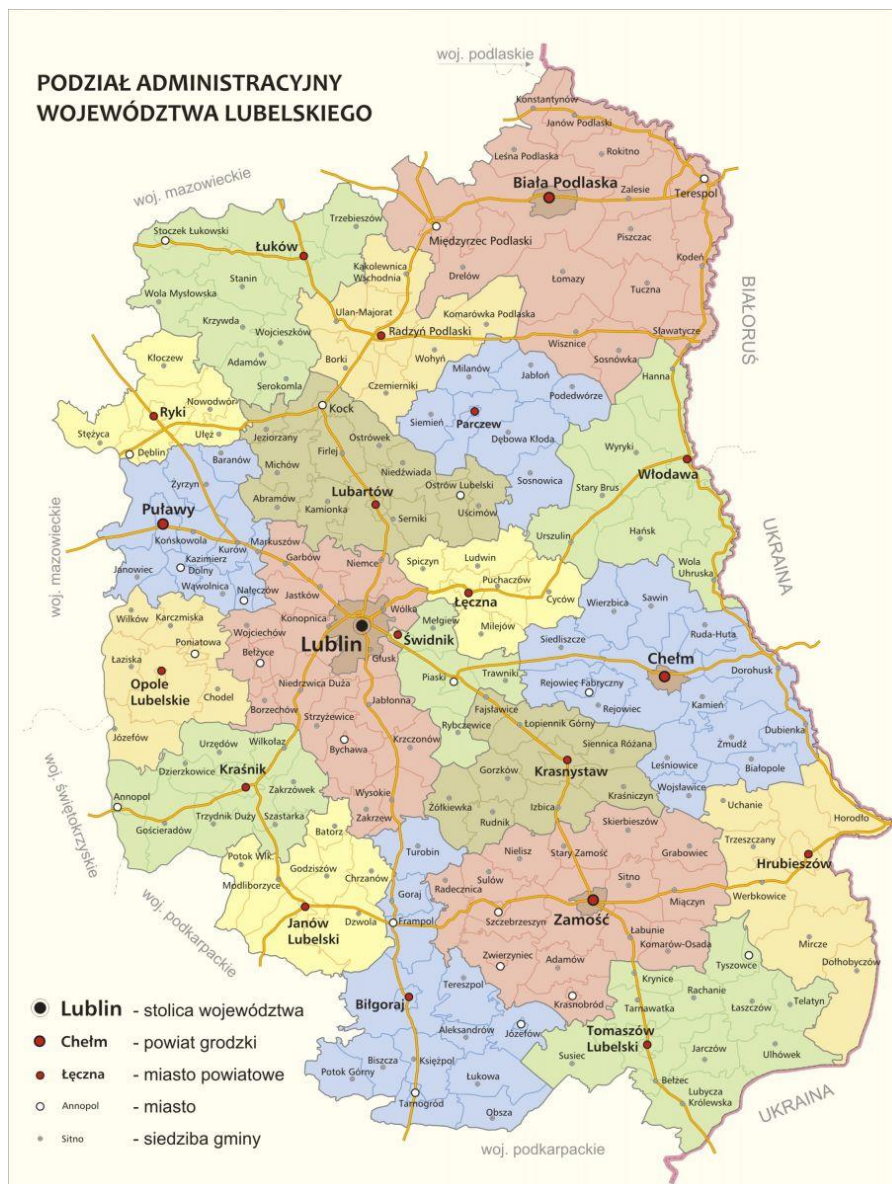 woj. podlaskie
PODZIAŁ ADMINISTRACYJNY
WOJEWÓDZTWA LUBELSKIEGO
Konstantynów
Janów Podlaski
Leśna Podlaska
Rokitno
woj. mazowieckie
Biała Podlaska
Zalesie
Terespol
Trzebieszów
Stoczek Łukowski
Międzyrzec Podlaski
Piszczac
Łuków
Kąkolewnica
Wschodnia
Kodeń
Drelów
Łomazy
Stanin
Tuczna
Wola Mysłowska
Ulan-Majorat
Komarówka Podlaska
BIAŁORUŚ
Krzywda
Wojcieszków
Radzyń Podlaski
Sławatycze
Wisznice
Kłoczew
Adamów
Borki
Wohyń
Sosnówka
Milanów
Jabłoń
Hanna
Serokomla
Czemierniki
Podedwórze
Nowodwór
Ryki
Kock
Siemień
Parczew
Stężyca
Ułęż
Jeziorzany
Ostrówek
Dębowa Kłoda
Dęblin
Firlej
Wyryki
Baranów
Michów
Niedźwiada
Włodawa
Żyrzyn
Ostrów Lubelski
Sosnowica
Stary Brus
Abramów
Lubartów
Puławy
Kamionka
Uścimów
Serniki
Urszulin
Hańsk
woj. mazowieckie
Końskowola
Markuszów
Kurów
UKRAINA
Garbów
Niemce
Spiczyn
Ludwin
Wola
Uhruska
Janowiec
Kazimierz
Dolny
Wąwolnica
Puchaczów
Jastków
Łęczna
Cyców
Sawin
Nałęczów
Wierzbica
Wilków
Karczmiska
Wólka
Konopnica
Mełgiew
Milejów
Wojciechów
Ruda-Huta
Poniatowa
Lublin
Świdnik
Siedliszcze
Łaziska
Bełżyce
Głusk
Chełm
Dorohusk
Opole
Lubelskie
Piaski
Trawniki
Rejowiec Fabryczny
Niedrzwica Duża
Chodel
Jabłonna
Kamień
Borzechów
Fajsławice
Rejowiec
Strzyżewice
Rybczewice
Łopiennik Górny
Dubienka
Józefów
Urzędów
Wilkołaz
Bychawa
Krzczonów
Siennica Różana
Żmudź
woj. świętokrzyskie
Dzierzkowice
Leśniowice
Białopole
Kraśnik
Gorzków
Krasnystaw
Zakrzówek
Wysokie
Wojsławice
Annopol
Żółkiewka
Izbica
Kraśniczyn
Uchanie
Trzydnik Duży
Szastarka
Zakrzew
Rudnik
Horodło
Gościeradów
Batorz
Skierbieszów
Trzeszczany
Turobin
Nielisz
Stary Zamość
Grabowiec
Potok Wlk.
Godziszów
Hrubieszów
Modliborzyce
Chrzanów
Sułów
Sitno
Radecznica
Goraj
Werbkowice
Miączyn
woj. podkarpackie
Janów
Lubelski
Dzwola
Frampol
Szczebrzeszyn
Zamość
Łabunie
Komarów-Osada
Mircze
Zwierzyniec
Adamów
Tyszowce
Dołhobyczów
Krynice
Tereszpol
Rachanie
Krasnobród
Biłgoraj
Tarnawatka
Łaszczów
Telatyn
Aleksandrów
Józefów
Tomaszów
Lubelski
Jarczów
Ulhówek
Biszcza
Księżpol
Susiec
Potok Górny
Łukowa
Bełżec
Tarnogród
Obsza
Lubycza
Królewska
UKRAINA
woj. podkarpackie
Lublin - stolica województwa
Chełm - powiat grodzki
Łęczna - miasto powiatowe
Annopol - miasto
Sitno - siedziba gminy